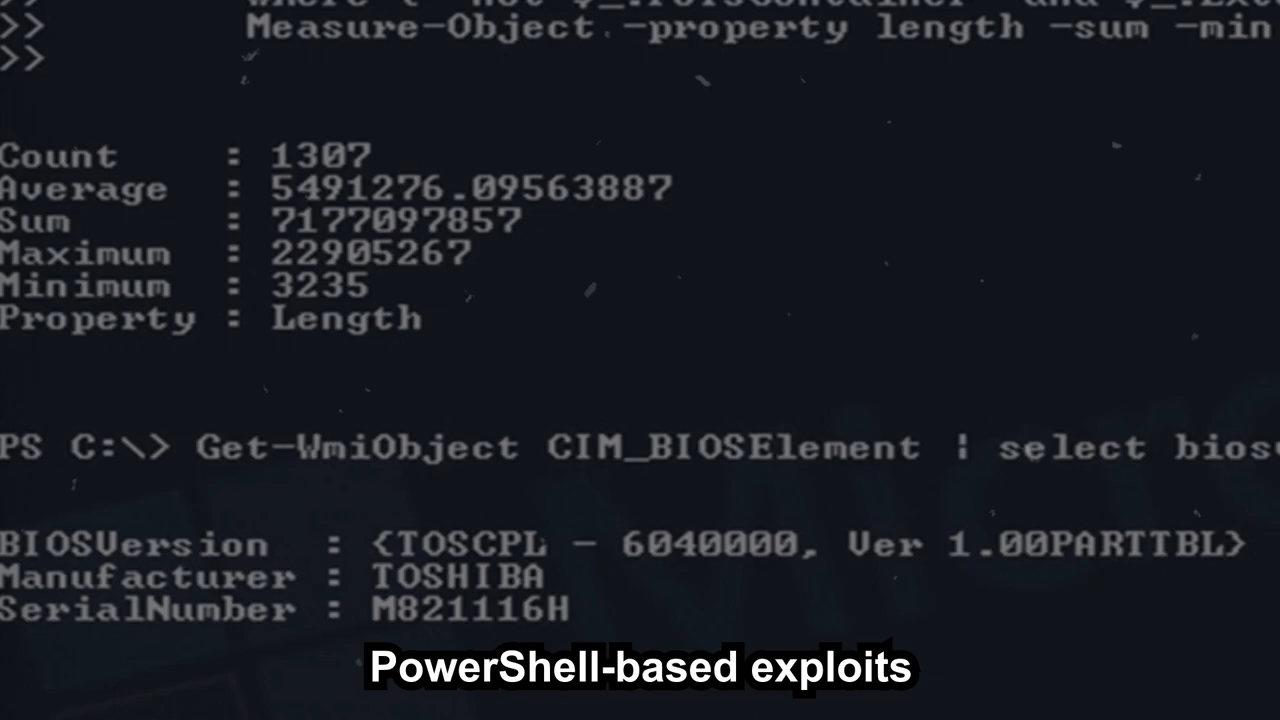 >> Measure-Object -property length -sum -min
>>
Count : 1307
Average : 5491276.09563887
Sum : 7177097857
Maximum : 22905267
Minimum : 3235
Property : Length
PS C:\> Get-WmiObject CIM_BIOSElement | select bios
BIOSVersion : {TOSCPL - 6040000, Ver 1.00PARTTBL}
Manufacturer : TOSHIBA
SerialNumber : M821116H
PowerShell-based exploits